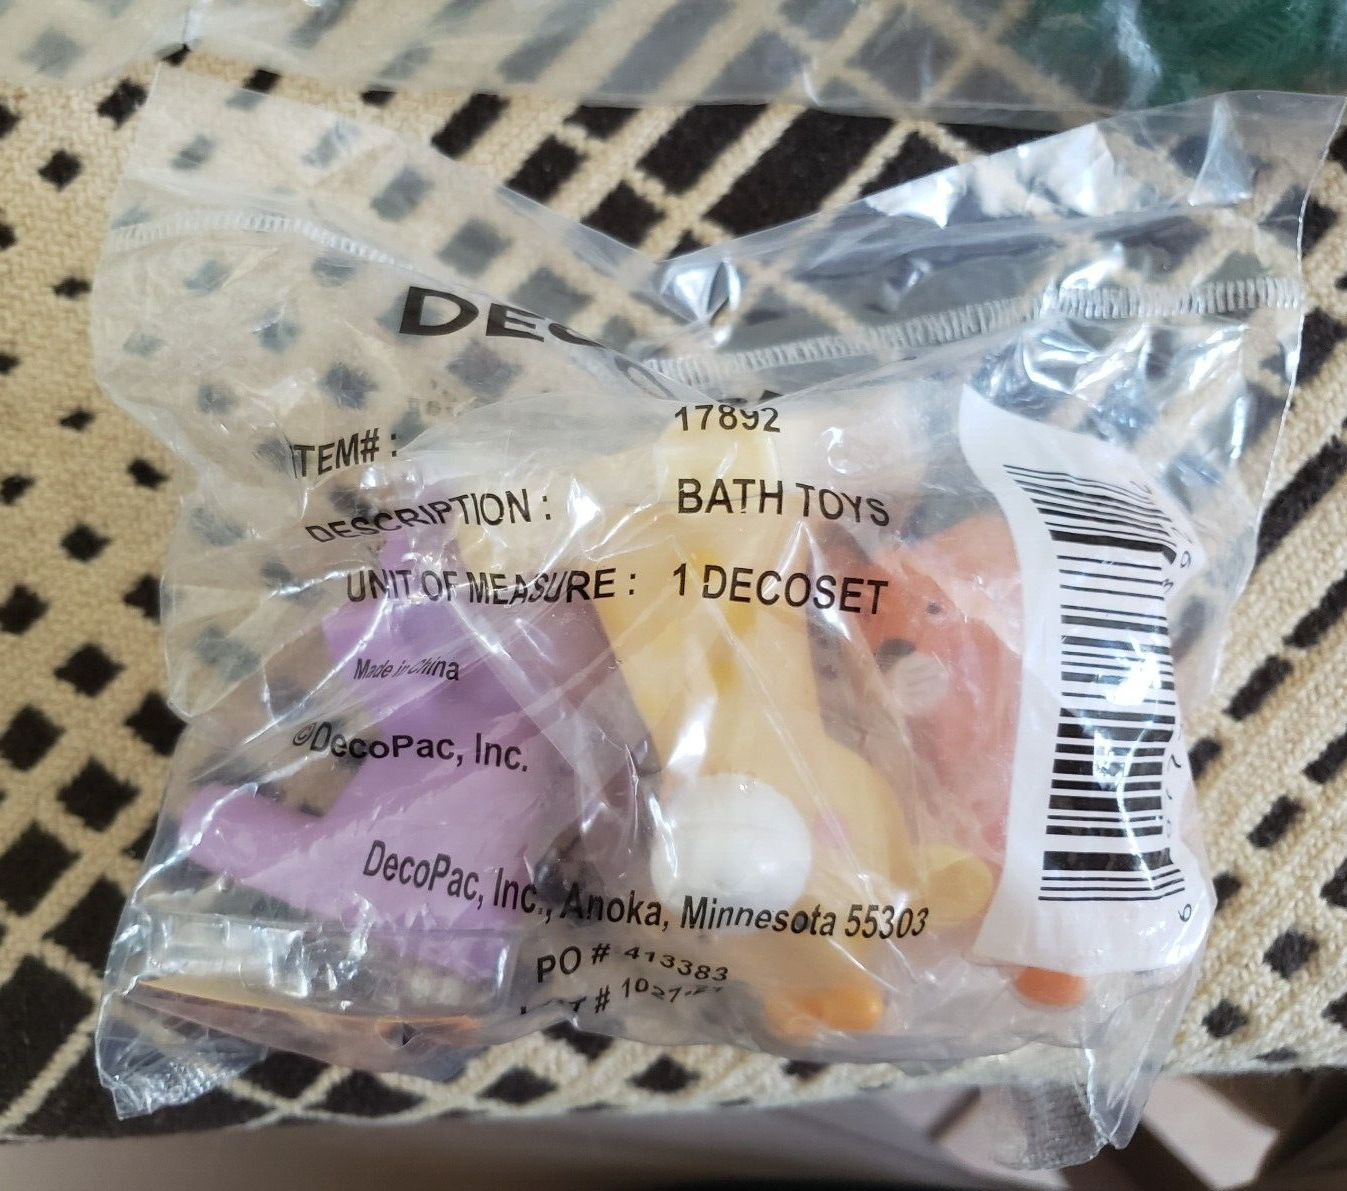 ITEM# : 17892
DESCRIPTION : BATH TOYS
UNIT OF MEASURE : 1 DECOSET
Made in China
©DecoPac, Inc.
DecoPac, Inc., Anoka, Minnesota 55303
PO # 413383